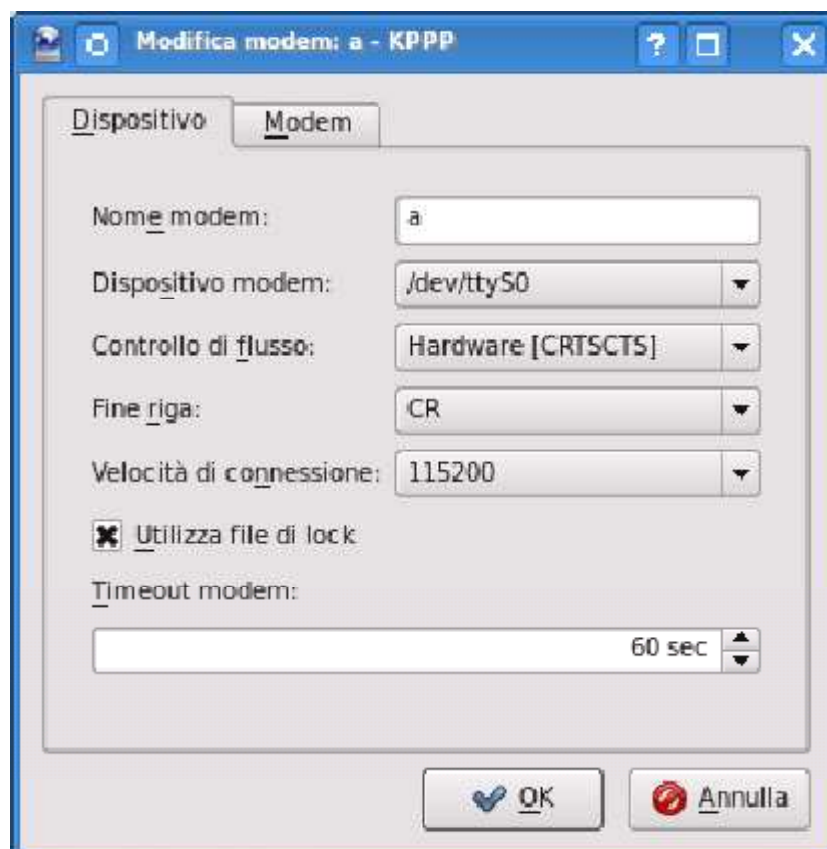 Modifica modem: a - KPPP
Dispositivo Modem
Nome modem: a
Dispositivo modem: /dev/ttyS0
Controllo di flusso: Hardware [CRTSCTS]
Fine riga: CR
Velocità di connessione: 115200
Utilizza file di lock
Timeout modem:
60 sec
OK Annulla